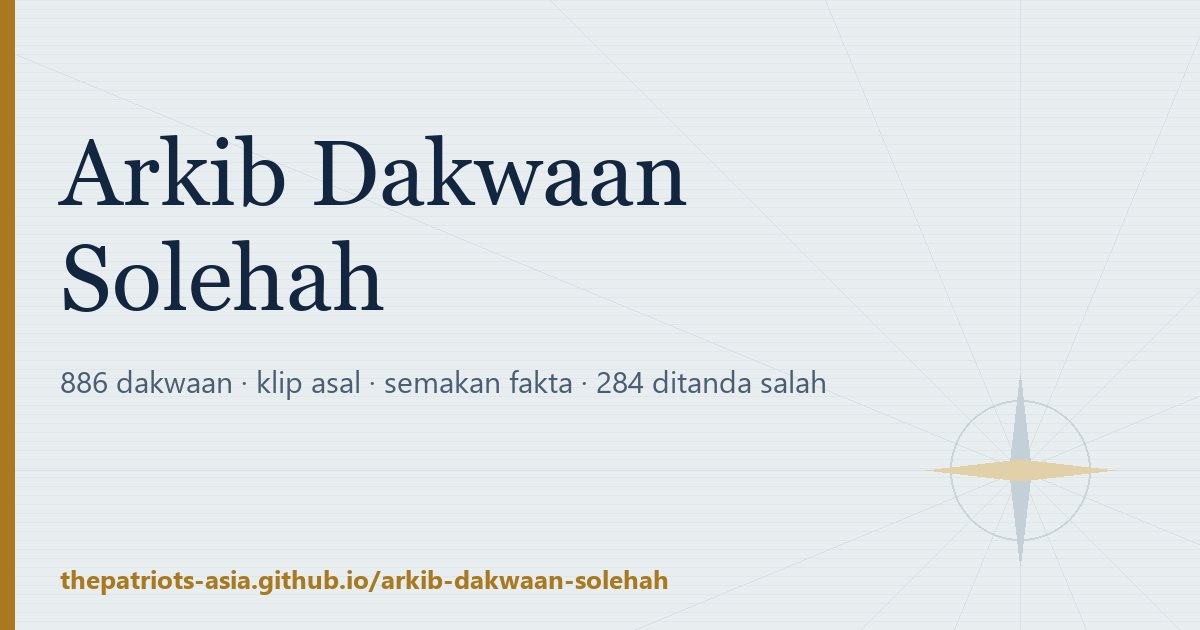 Arkib Dakwaan
Solehah
886 dakwaan · klip asal · semakan fakta · 284 ditanda salah
thepatriots-asia.github.io/arkib-dakwaan-solehah